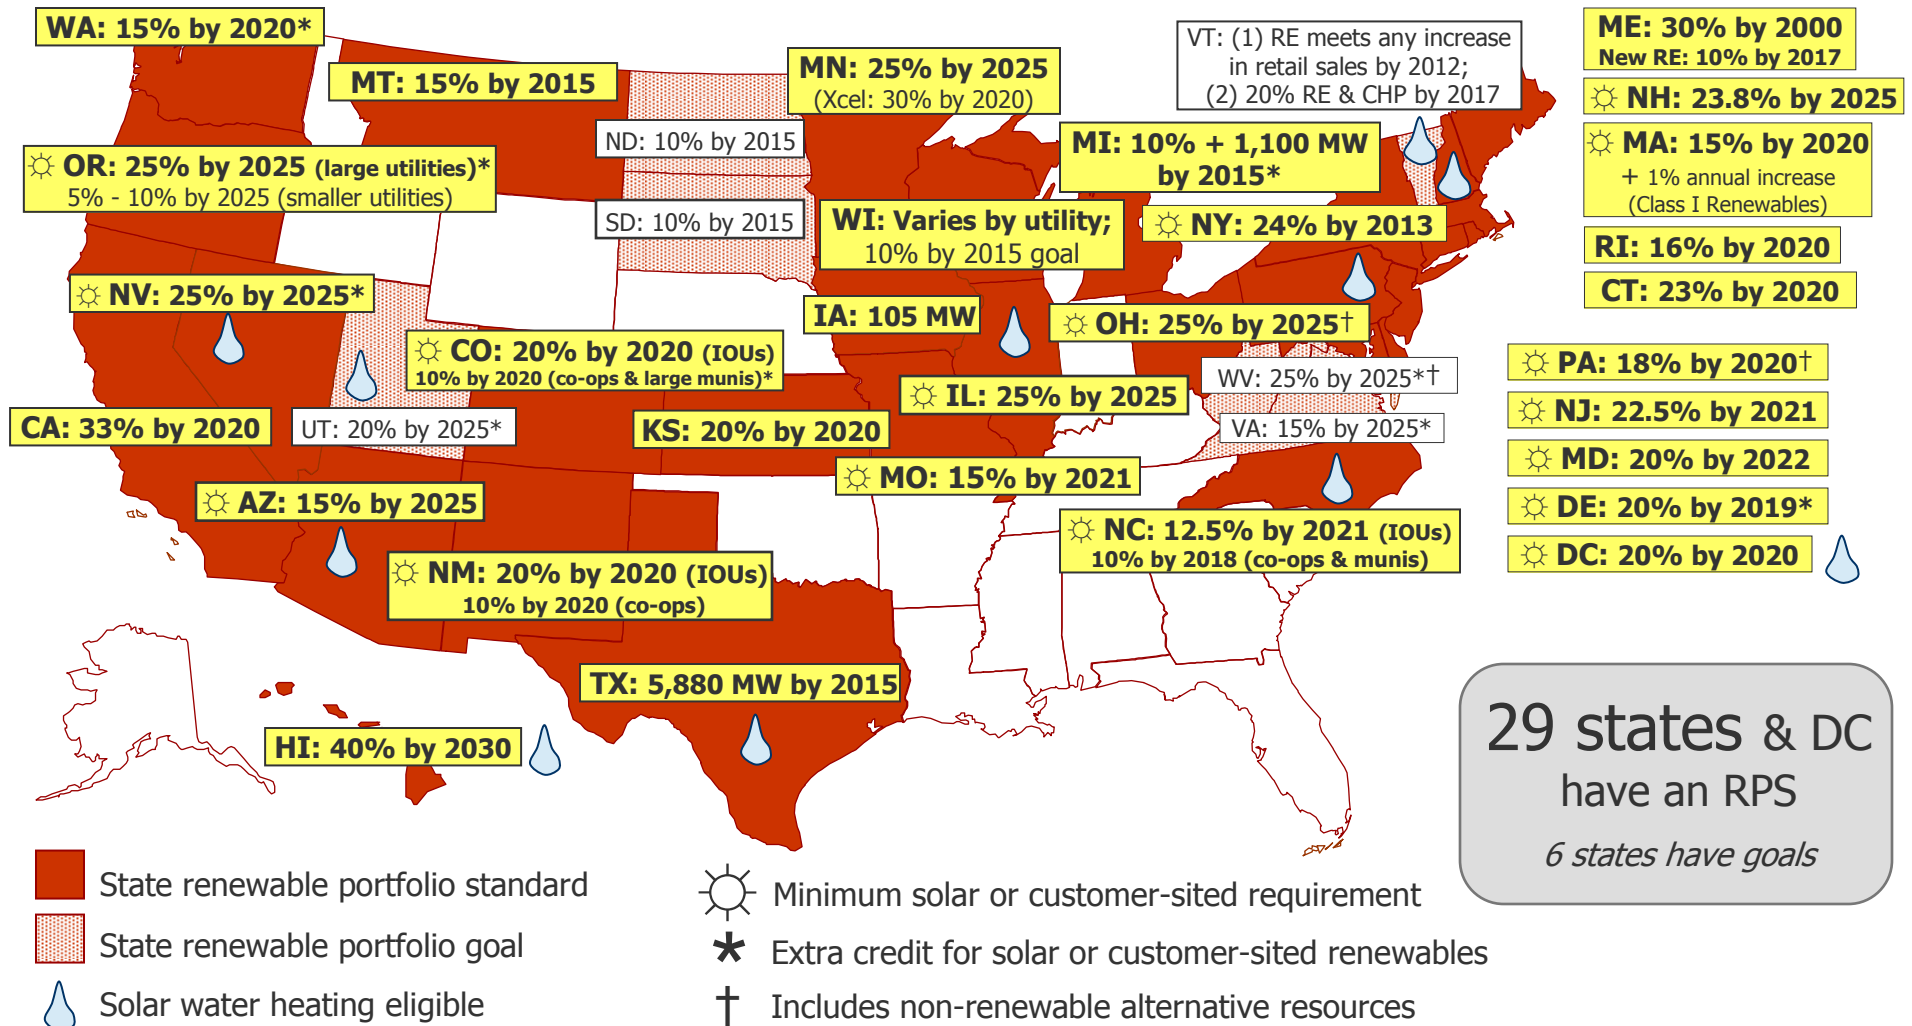 WA: 15% by 2020*
MT: 15% by 2015
MN: 25% by 2025
(Xcel: 30% by 2020)
VT: (1) RE meets any increase
in retail sales by 2012;
(2) 20% RE & CHP by 2017
ME: 30% by 2000
New RE: 10% by 2017
☼ NH: 23.8% by 2025
☼ MA: 15% by 2020
+ 1% annual increase
(Class I Renewables)
RI: 16% by 2020
CT: 23% by 2020
ND: 10% by 2015
MI: 10% + 1,100 MW
by 2015*
☼ OR: 25% by 2025 (large utilities)*
5% - 10% by 2025 (smaller utilities)
SD: 10% by 2015
WI: Varies by utility;
10% by 2015 goal
☼ NY: 24% by 2013
☼ NV: 25% by 2025*
IA: 105 MW
☼ OH: 25% by 2025†
☼ CO: 20% by 2020 (IOUs)
10% by 2020 (co-ops & large munis)*
WV: 25% by 2025*†
☼ PA: 18% by 2020†
☼ IL: 25% by 2025
☼ NJ: 22.5% by 2021
CA: 33% by 2020
UT: 20% by 2025*
KS: 20% by 2020
VA: 15% by 2025*
☼ MD: 20% by 2022
☼ MO: 15% by 2021
☼ AZ: 15% by 2025
☼ DE: 20% by 2019*
☼ NC: 12.5% by 2021 (IOUs)
10% by 2018 (co-ops & munis)
☼ DC: 20% by 2020
☼ NM: 20% by 2020 (IOUs)
10% by 2020 (co-ops)
TX: 5,880 MW by 2015
HI: 40% by 2030
29 states & DC
have an RPS
6 states have goals
State renewable portfolio standard
State renewable portfolio goal
Solar water heating eligible
☼ Minimum solar or customer-sited requirement
* Extra credit for solar or customer-sited renewables
† Includes non-renewable alternative resources